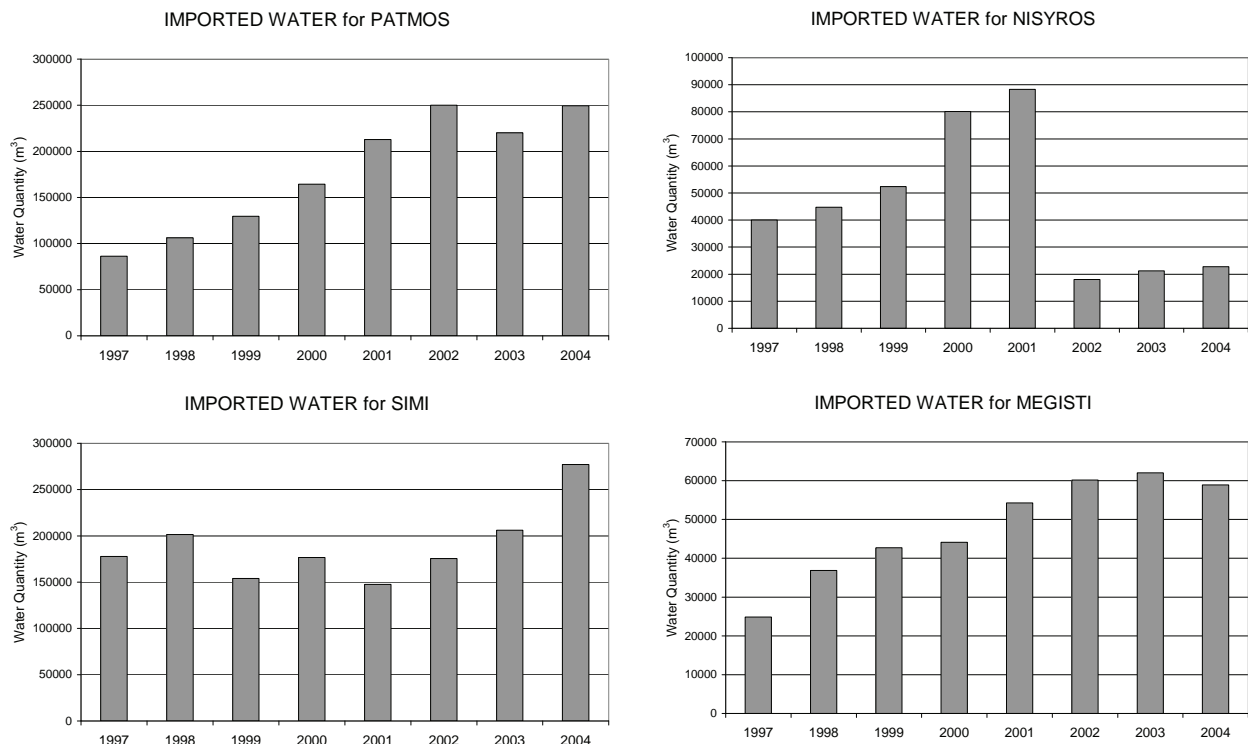 IMPORTED WATER for PATMOS
300000
250000
200000
150000
100000
50000
0
Water Quantity (m³)
1997 1998 1999 2000 2001 2002 2003 2004
IMPORTED WATER for NISYROS
100000
90000
80000
70000
60000
50000
40000
30000
20000
10000
0
Water Quantity (m³)
1997 1998 1999 2000 2001 2002 2003 2004
IMPORTED WATER for SIMI
300000
250000
200000
150000
100000
50000
0
Water Quantity (m³)
1997 1998 1999 2000 2001 2002 2003 2004
IMPORTED WATER for MEGISTI
70000
60000
50000
40000
30000
20000
10000
0
Water Quantity (m³)
1997 1998 1999 2000 2001 2002 2003 2004